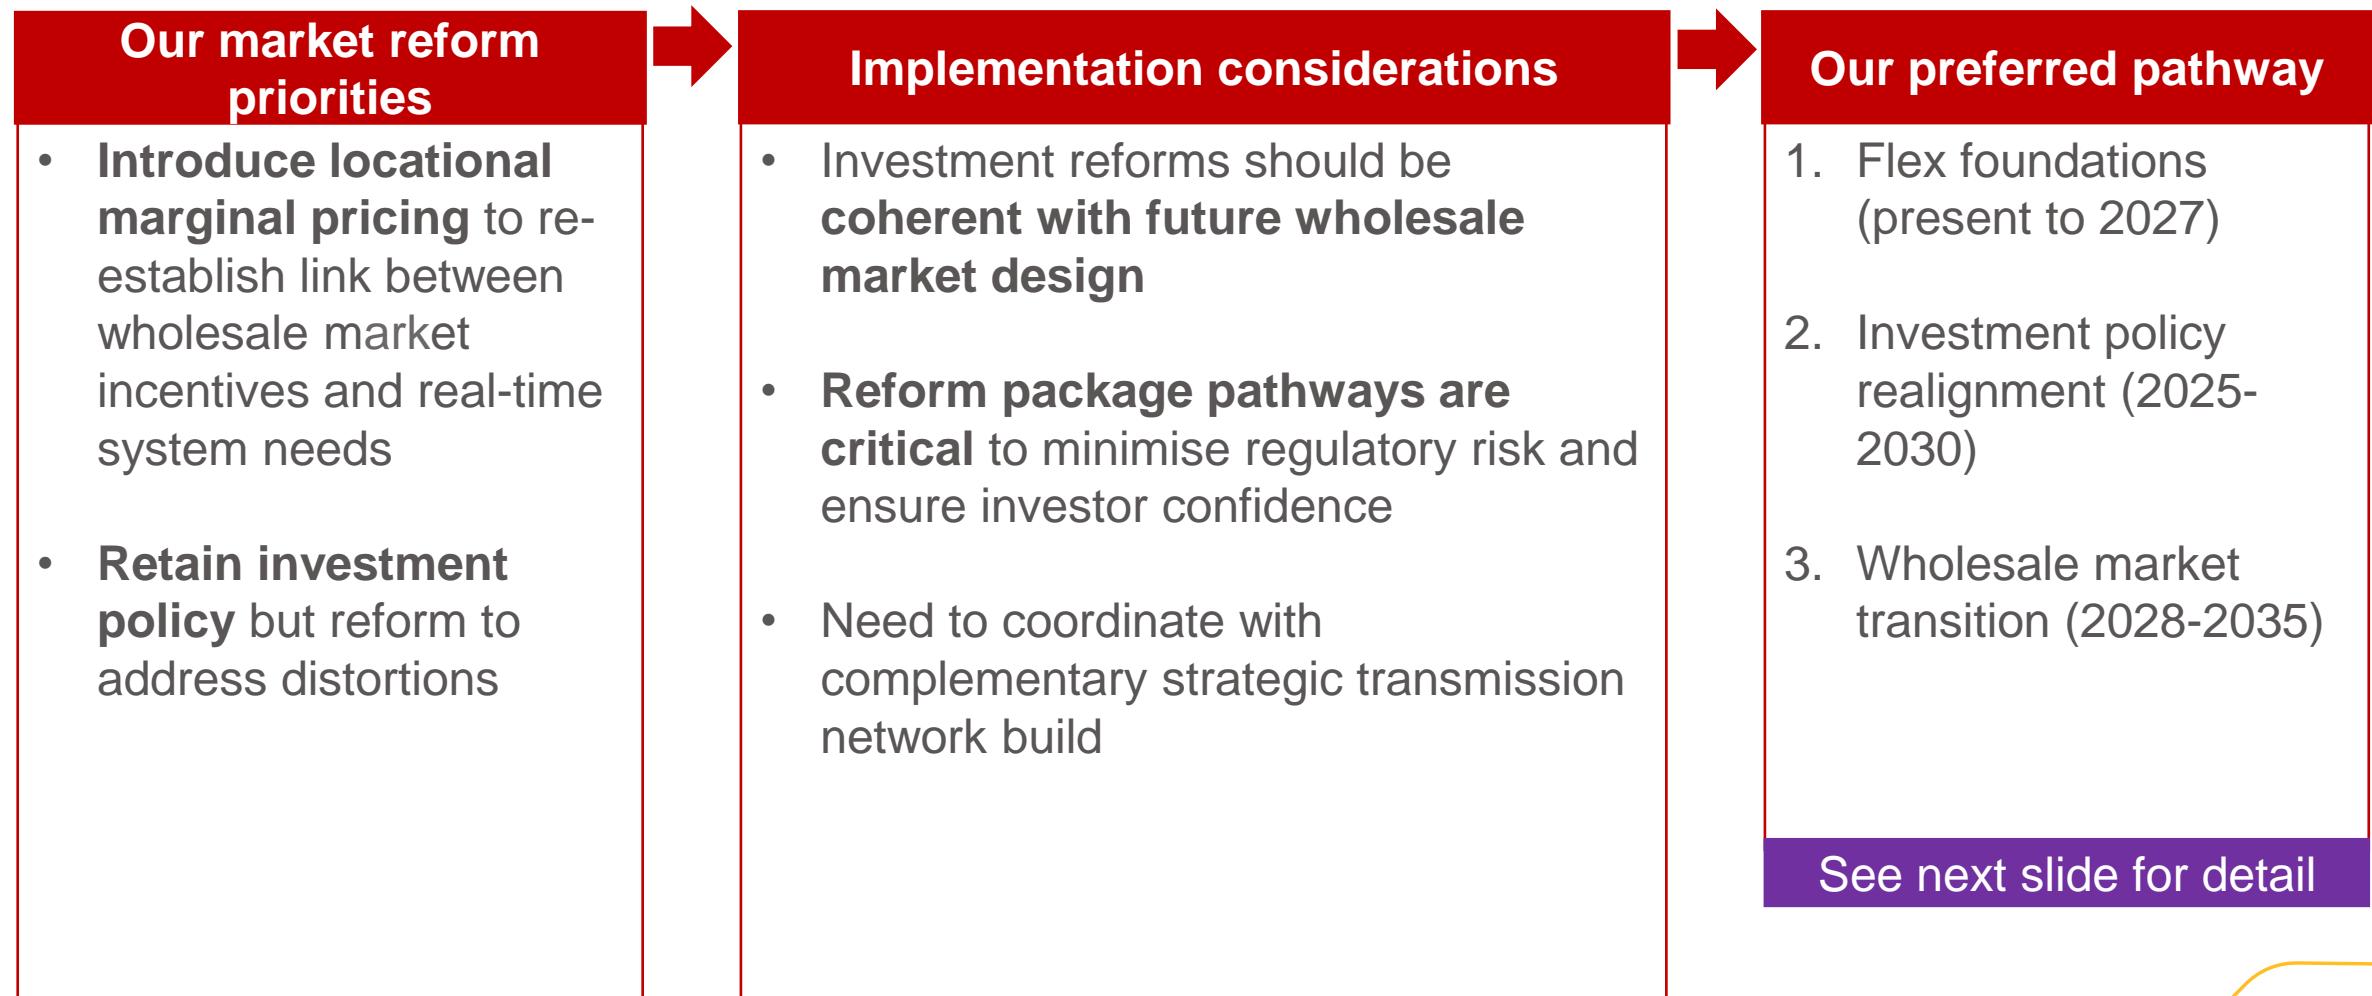 Our market reform
priorities
• Introduce locational
marginal pricing to re-
establish link between
wholesale market
incentives and real-time
system needs
• Retain investment
policy but reform to
address distortions
Implementation considerations
• Investment reforms should be
coherent with future wholesale
market design
• Reform package pathways are
critical to minimise regulatory risk and
ensure investor confidence
• Need to coordinate with
complementary strategic transmission
network build
Our preferred pathway
1. Flex foundations
(present to 2027)
2. Investment policy
realignment (2025-
2030)
3. Wholesale market
transition (2028-2035)
See next slide for detail